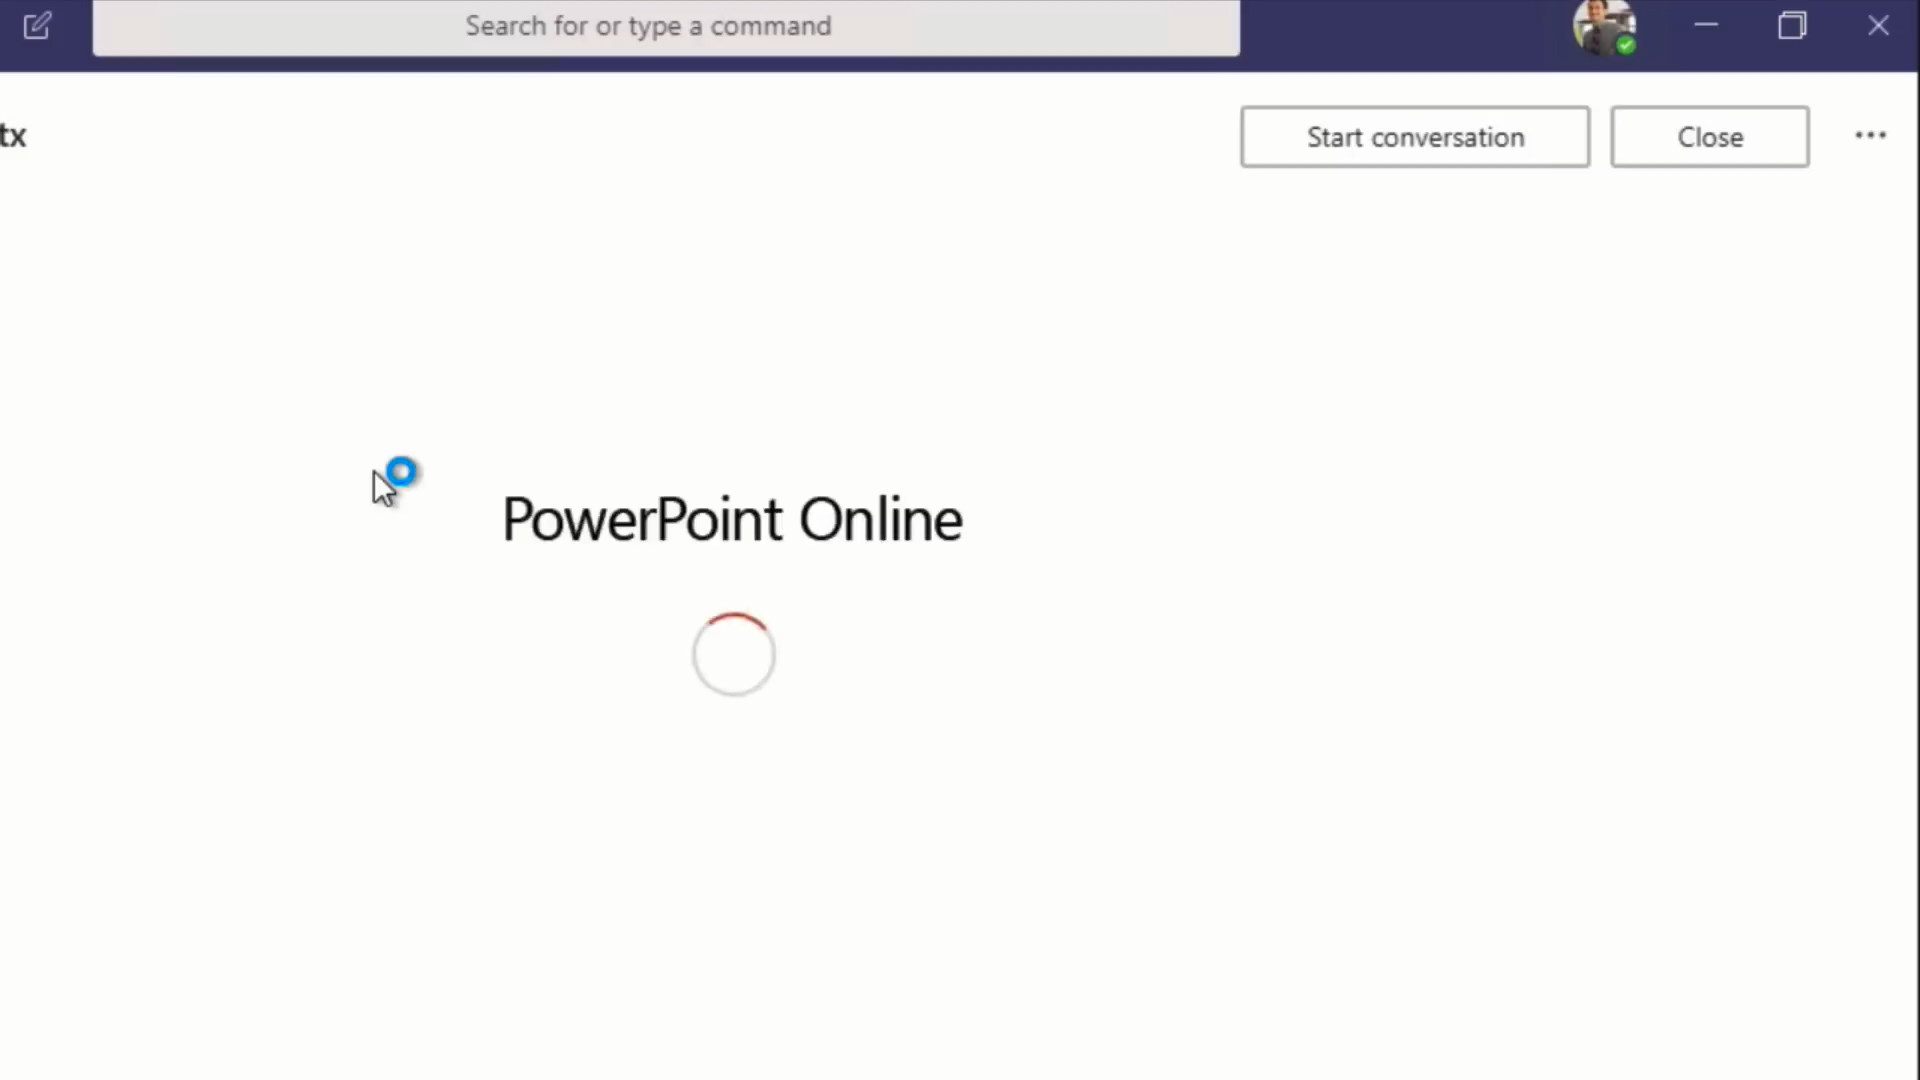 Search for or type a command
tx
Start conversation
Close
PowerPoint Online